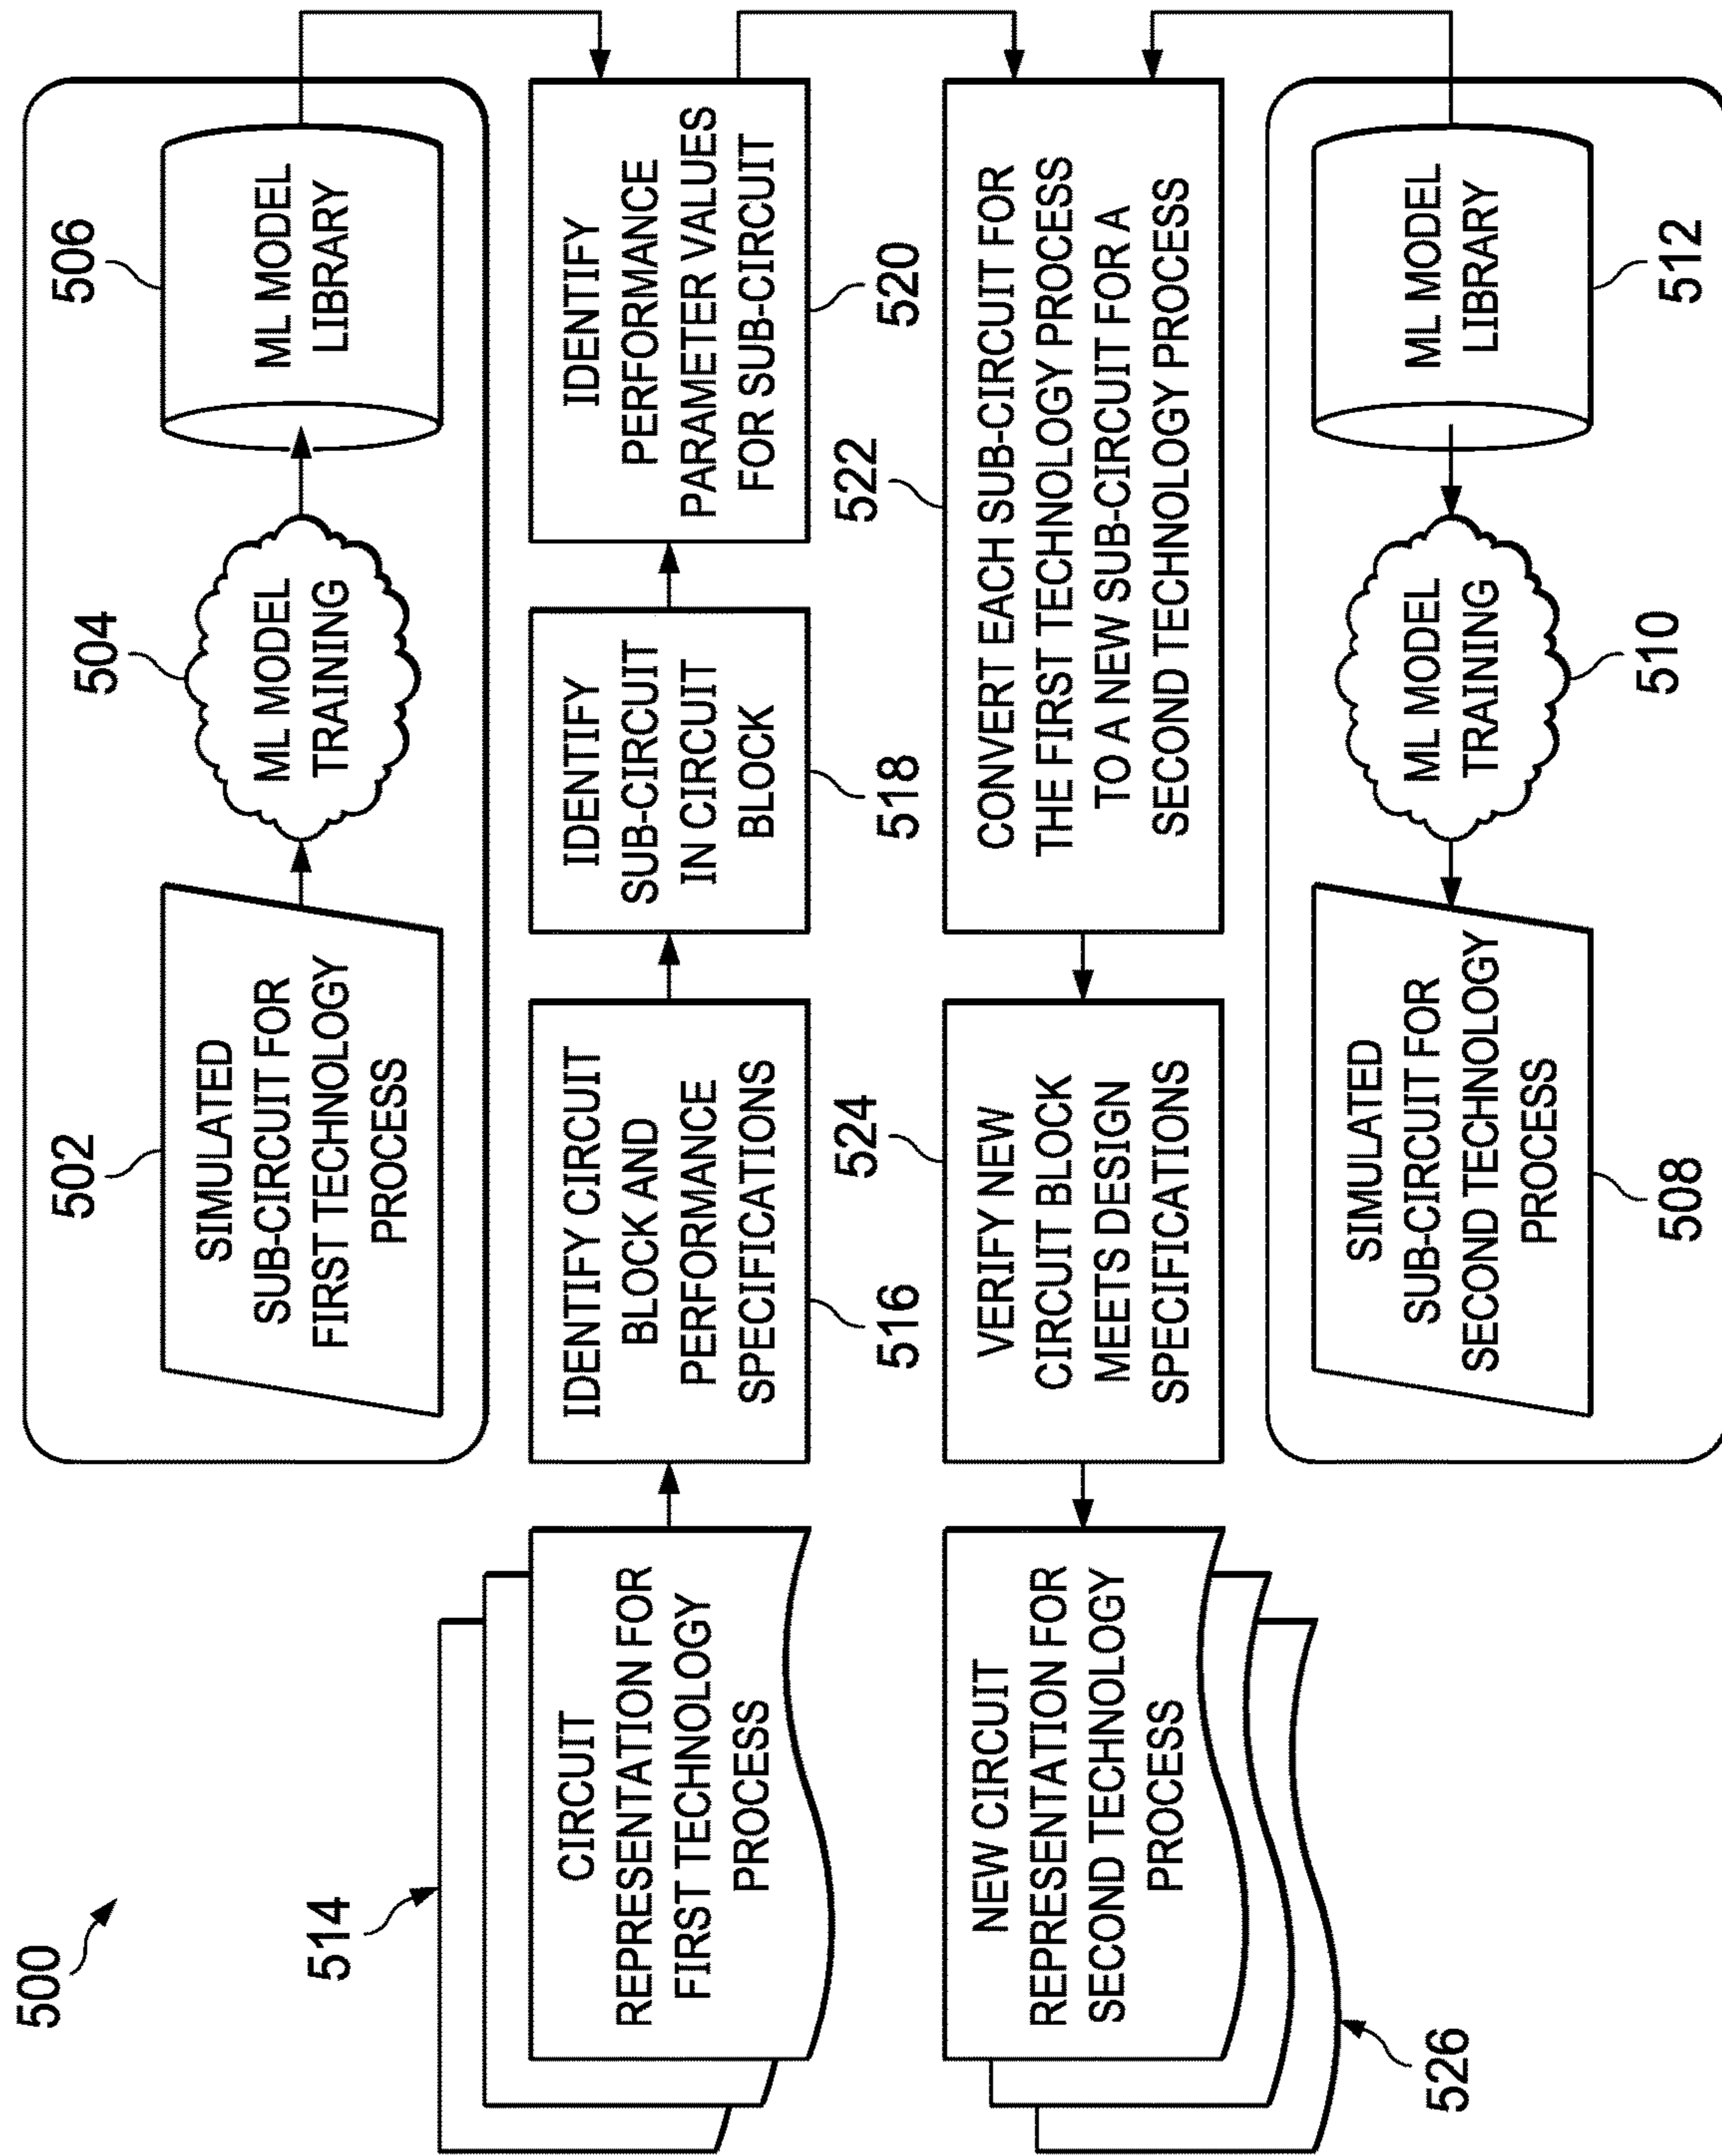 500
502
SIMULATED
SUB-CIRCUIT FOR
FIRST TECHNOLOGY
PROCESS
504
ML MODEL
TRAINING
506
ML MODEL
LIBRARY
514
CIRCUIT
REPRESENTATION FOR
FIRST TECHNOLOGY
PROCESS
IDENTIFY CIRCUIT
BLOCK AND
PERFORMANCE
SPECIFICATIONS
516
IDENTIFY
SUB-CIRCUIT
IN CIRCUIT
BLOCK
518
IDENTIFY
PERFORMANCE
PARAMETER VALUES
FOR SUB-CIRCUIT
520
NEW CIRCUIT
REPRESENTATION FOR
SECOND TECHNOLOGY
PROCESS
526
524
VERIFY NEW
CIRCUIT BLOCK
MEETS DESIGN
SPECIFICATIONS
522
CONVERT EACH SUB-CIRCUIT FOR
THE FIRST TECHNOLOGY PROCESS
TO A NEW SUB-CIRCUIT FOR A
SECOND TECHNOLOGY PROCESS
SIMULATED
SUB-CIRCUIT FOR
SECOND TECHNOLOGY
PROCESS
508
ML MODEL
TRAINING
510
ML MODEL
LIBRARY
512